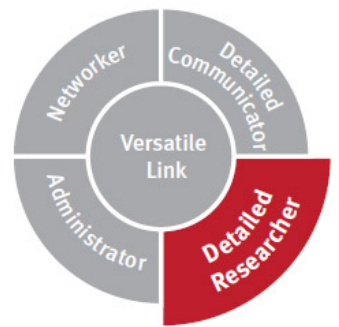 Networker
Detailed
Communicator
Versatile
Link
Administrator
Detailed
Researcher